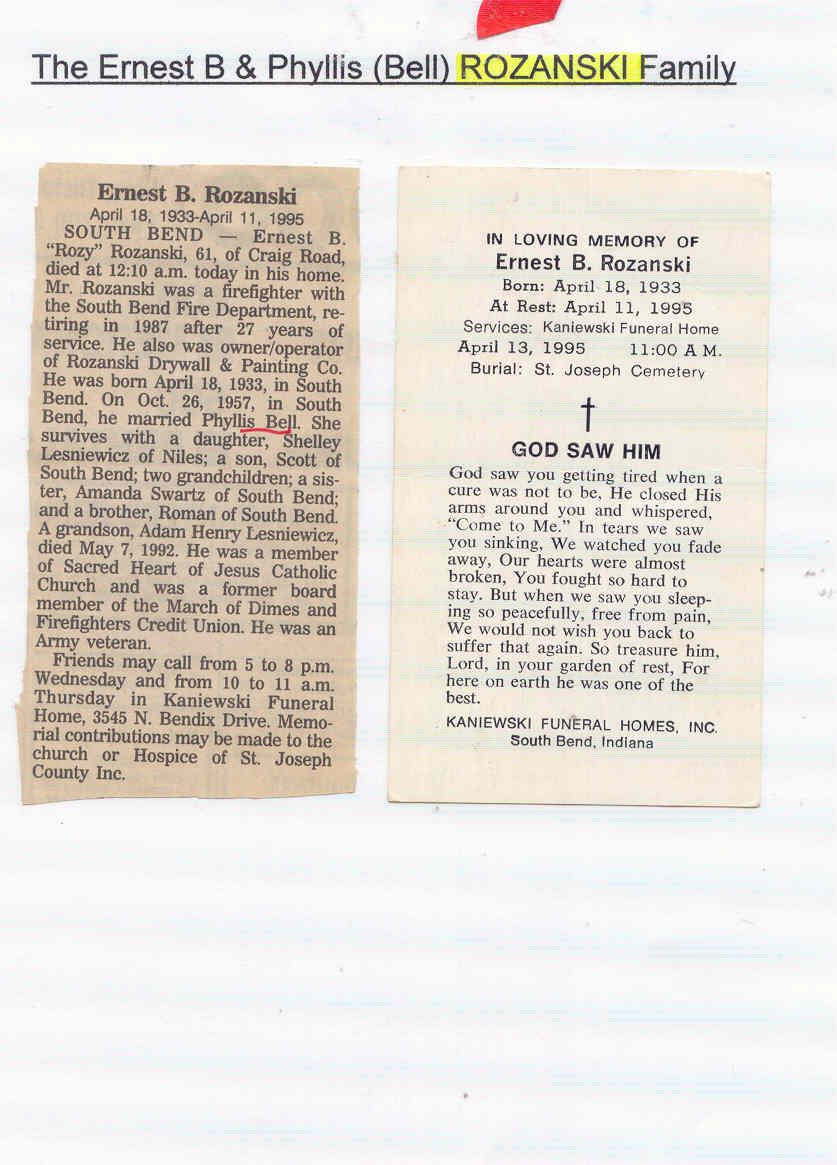 The Ernest B & Phyllis (Bell) ROZANSKI Family
Ernest B. Rozanski
April 18, 1933-April 11, 1995
SOUTH BEND — Ernest B.
“Rozy” Rozanski, 61, of Craig Road,
died at 12:10 a.m. today in his home.
Mr. Rozanski was a firefighter with
the South Bend Fire Department, re-
tiring in 1987 after 27 years of
service. He also was owner/operator
of Rozanski Drywall & Painting Co.
He was born April 18, 1933, in South
Bend. On Oct. 26, 1957, in South
Bend, he married Phyllis Bell. She
survives with a daughter, Shelley
Lesniewicz of Niles; a son, Scott of
South Bend; two grandchildren; a sis-
ter, Amanda Swartz of South Bend;
and a brother, Roman of South Bend.
A grandson, Adam Henry Lesniewicz,
died May 7, 1992. He was a member
of Sacred Heart of Jesus Catholic
Church and was a former board
member of the March of Dimes and
Firefighters Credit Union. He was an
Army veteran.
Friends may call from 5 to 8 p.m.
Wednesday and from 10 to 11 a.m.
Thursday in Kaniewski Funeral
Home, 3545 N. Bendix Drive. Memo-
rial contributions may be made to the
church or Hospice of St. Joseph
County Inc.
IN LOVING MEMORY OF
Ernest B. Rozanski
Born: April 18, 1933
At Rest: April 11, 1995
Services: Kaniewski Funeral Home
April 13, 1995 11:00 A M.
Burial: St. Joseph Cemetery
GOD SAW HIM
God saw you getting tired when a
cure was not to be, He closed His
arms around you and whispered,
“Come to Me.” In tears we saw
you sinking, We watched you fade
away, Our hearts were almost
broken, You fought so hard to
stay. But when we saw you sleep-
ing so peacefully, free from pain,
We would not wish you back to
suffer that again. So treasure him,
Lord, in your garden of rest, For
here on earth he was one of the
best.
KANIEWSKI FUNERAL HOMES, INC.
South Bend, Indiana